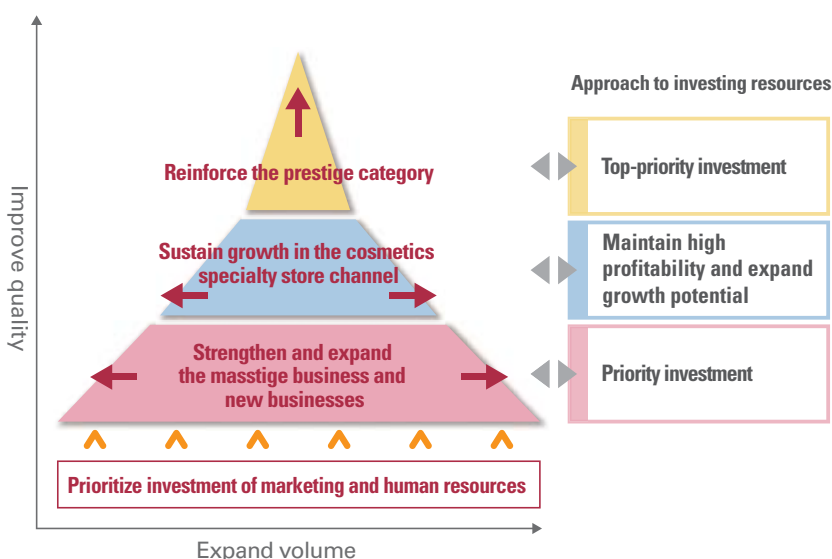 Approach to investing resources
Improve quality
Reinforce the prestige category
Top-priority investment
Sustain growth in the cosmetics
specialty store channel
Maintain high
profitability and expand
growth potential
Strengthen and expand
the masstige business and
new businesses
Priority investment
Prioritize investment of marketing and human resources
Expand volume